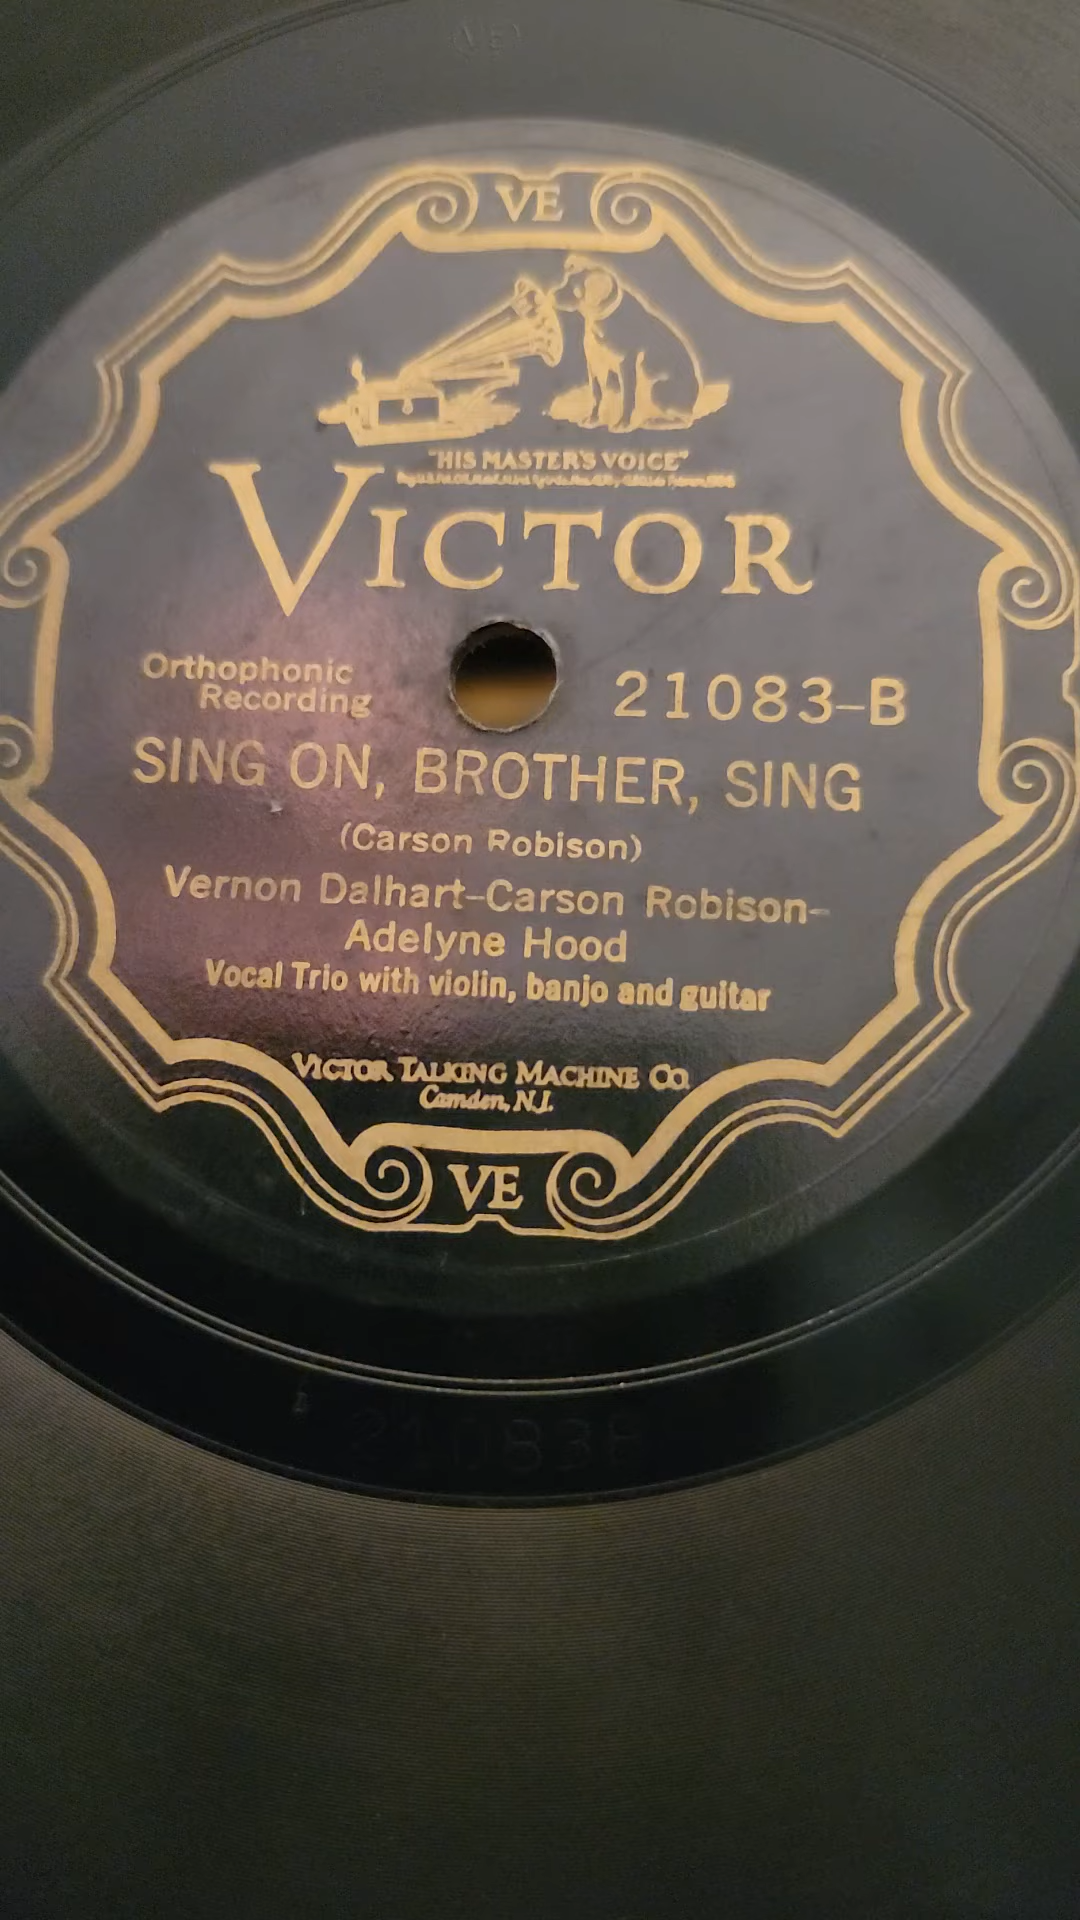 VE
"HIS MASTER'S VOICE"
VICTOR
Orthophonic
Recording
21083-B
SING ON, BROTHER, SING
(Carson Robison)
Vernon Dalhart-Carson Robison-
Adelyne Hood
Vocal Trio with violin, banjo and guitar
VICTOR TALKING MACHINE CO.
Camden, N.J.
VE
21083B